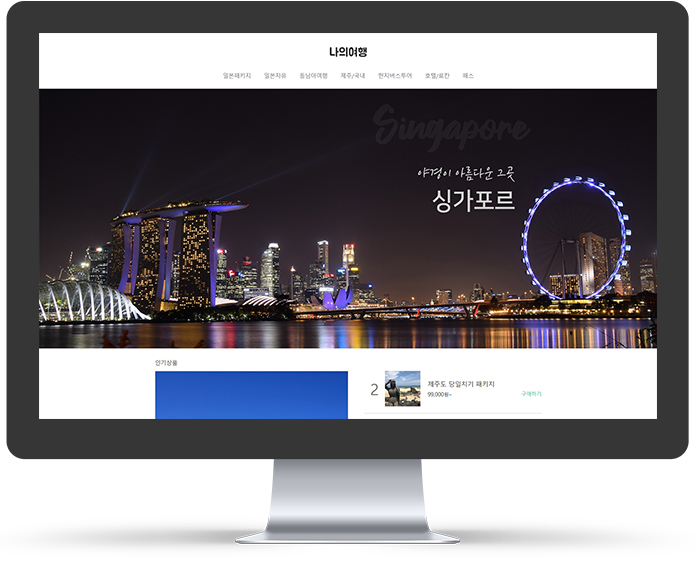 나의여행
일본패키지 일본자유 동남아여행 제주/국내 현지버스투어 호텔/료칸 패스
Singapore
야경이 아름다운 그곳
싱가포르
인기상품
2
제주도 당일치기 패키지
99,000원~
구매하기